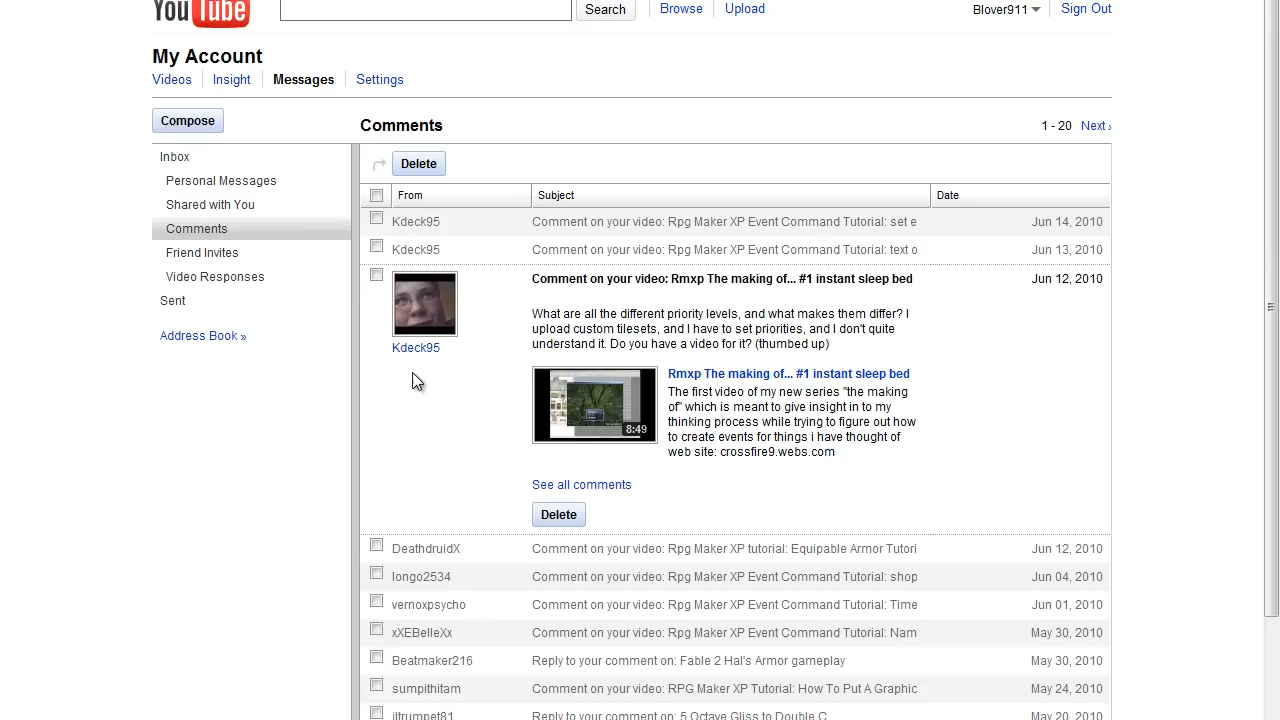 YouTube
Search
Browse
Upload
Blover911
Sign Out
My Account
Videos
Insight
Messages
Settings
Compose
Comments
1 - 20 Next ›
Inbox
Personal Messages
Shared with You
Comments
Friend Invites
Video Responses
Sent
Address Book »
Delete
From Subject Date
Kdeck95 Comment on your video: Rpg Maker XP Event Command Tutorial: set e Jun 14, 2010
Kdeck95 Comment on your video: Rpg Maker XP Event Command Tutorial: text o Jun 13, 2010
Comment on your video: Rmxp The making of... #1 instant sleep bed Jun 12, 2010
Kdeck95
What are all the different priority levels, and what makes them differ? I
upload custom tilesets, and I have to set priorities, and I don't quite
understand it. Do you have a video for it? (thumbed up)
8:49
Rmxp The making of... #1 instant sleep bed
The first video of my new series "the making
of" which is meant to give insight in to my
thinking process while trying to figure out how
to create events for things i have thought of
web site: crossfire9.webs.com
See all comments
Delete
DeathdruidX Comment on your video: Rpg Maker XP tutorial: Equipable Armor Tutori Jun 12, 2010
longo2534 Comment on your video: Rpg Maker XP Event Command Tutorial: shop Jun 04, 2010
vernoxpsycho Comment on your video: Rpg Maker XP Event Command Tutorial: Time Jun 01, 2010
xXEBelleXx Comment on your video: Rpg Maker XP Event Command Tutorial: Nam May 30, 2010
Beatmaker216 Reply to your comment on: Fable 2 Hal's Armor gameplay May 30, 2010
sumpithitam Comment on your video: RPG Maker XP Tutorial: How To Put A Graphic May 24, 2010
Reply to your comment on: 5 Octave Gliss to Double C May 20, 2010